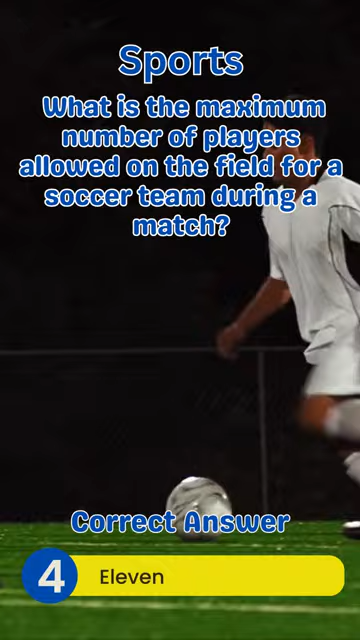 Sports
What is the maximum
number of players
allowed on the field for a
soccer team during a
match?
Correct Answer
4 Eleven